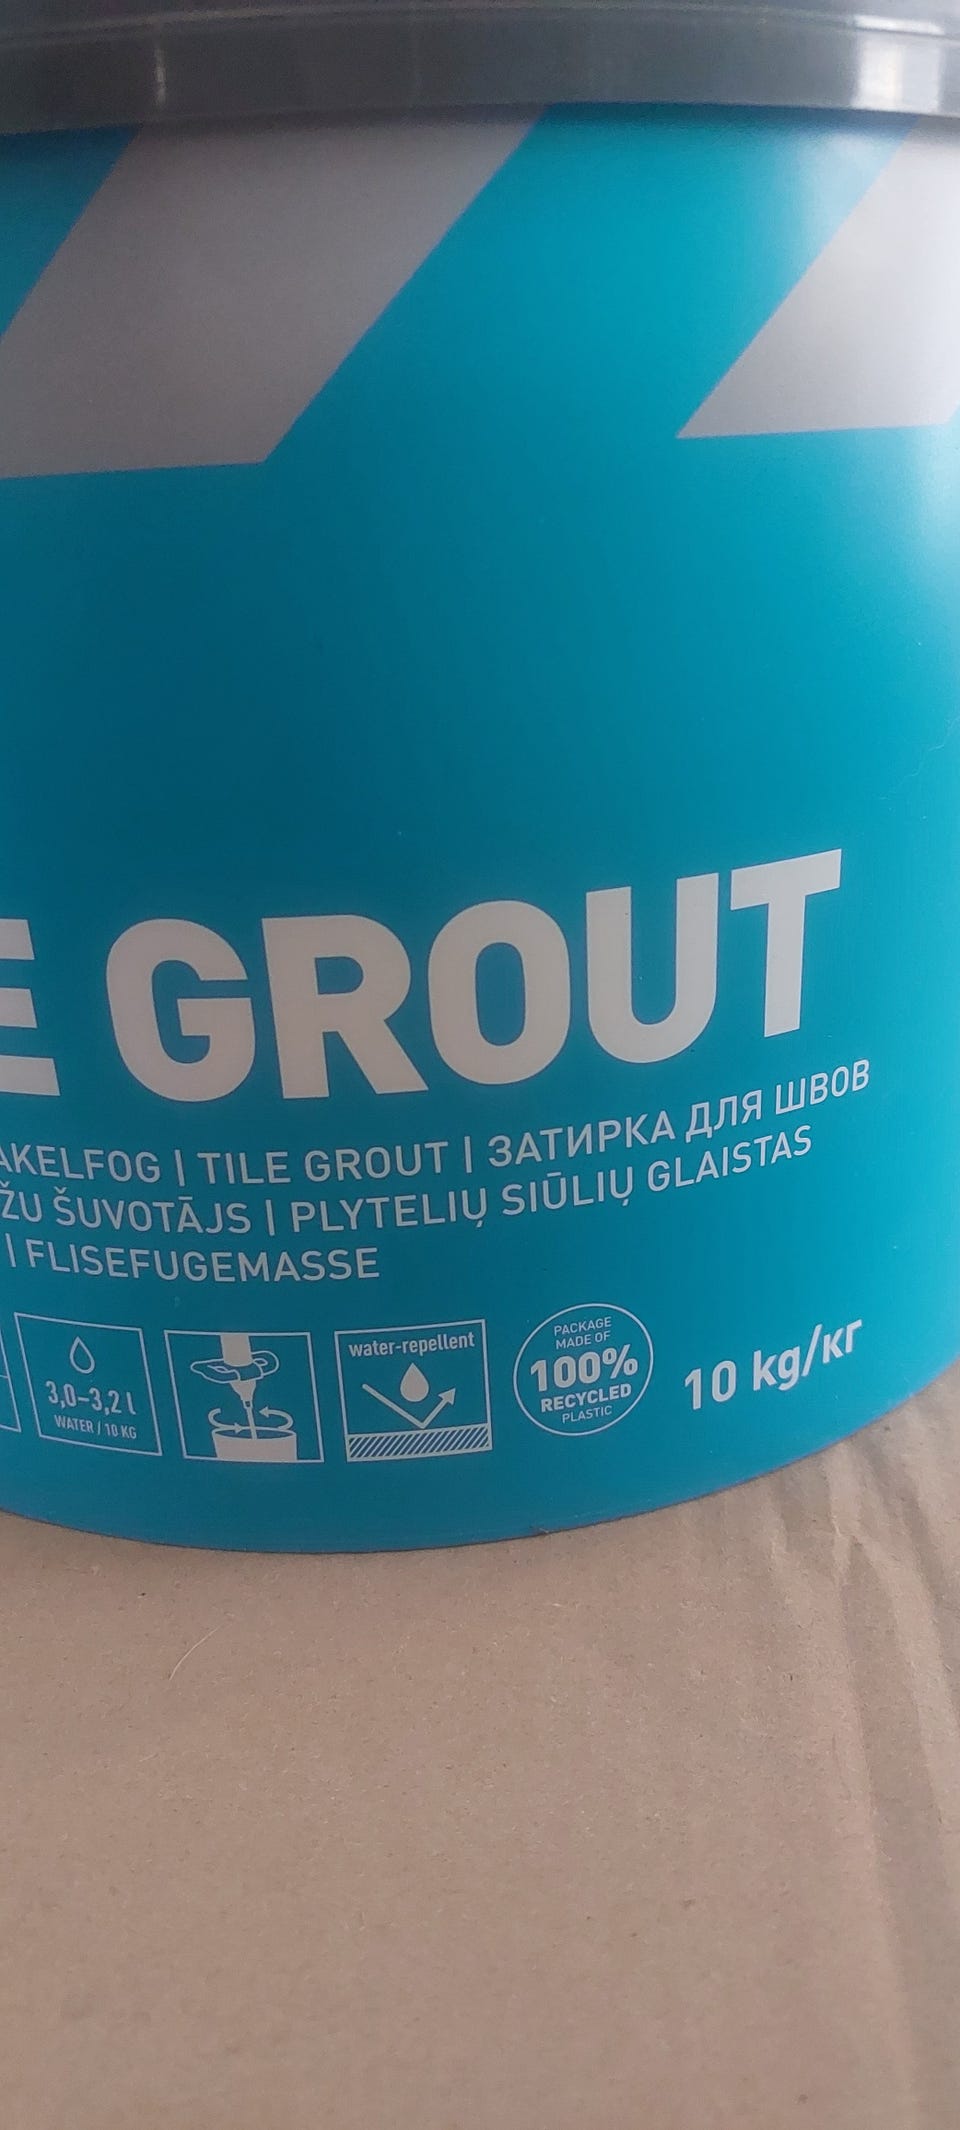 E GROUT
AKELFOG | TILE GROUT | ЗАТИРКА ДЛЯ ШВОВ
ŽU ŠUVOTĀJS | PLYTELIŲ SIŪLIŲ GLAISTAS
| FLISEFUGEMASSE
3,0–3,2 l
WATER / 10 KG
water-repellent
PACKAGE
MADE OF
100%
RECYCLED
PLASTIC
10 kg/кг